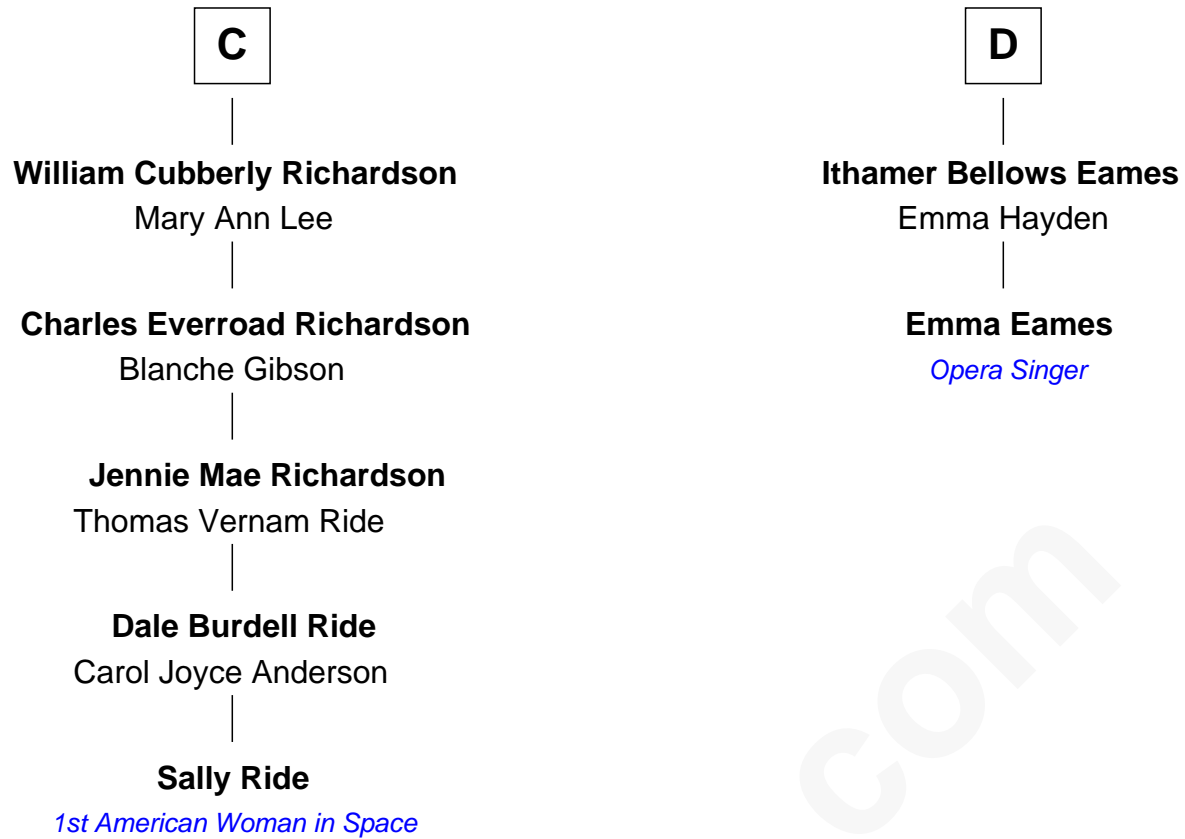 C
William Cubberly Richardson
Mary Ann Lee
Charles Everroad Richardson
Blanche Gibson
Jennie Mae Richardson
Thomas Vernam Ride
Dale Burdell Ride
Carol Joyce Anderson
Sally Ride
1st American Woman in Space
D
Ithamer Bellows Eames
Emma Hayden
Emma Eames
Opera Singer
com